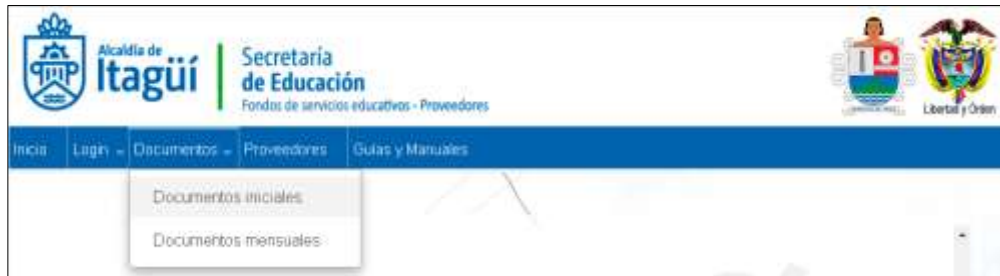 Alcaldía de
Itagüí
Secretaría
de Educación
Fondos de servicios educativos - Proveedores
Libertad y Orden
Inicio Login Documentos Proveedores Guías y Manuales
Documentos iniciales
Documentos mensuales